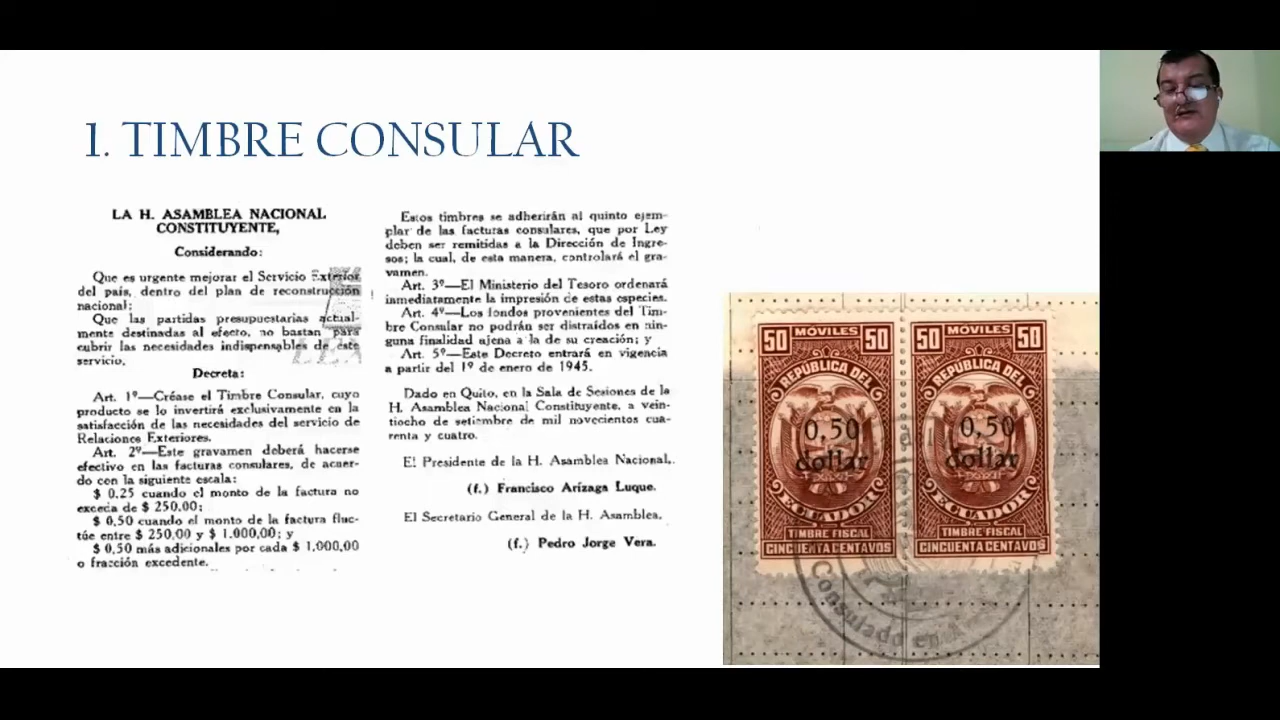 1. TIMBRE CONSULAR
LA H. ASAMBLEA NACIONAL
CONSTITUYENTE,
Considerando:
Que es urgente mejorar el Servicio Exterior
del país, dentro del plan de reconstrucción
nacional;
Que las partidas presupuestarias actual-
mente destinadas al efecto, no bastan para
cubrir las necesidades indispensables de este
servicio,
Decreta:
Art. 1º—Créase el Timbre Consular, cuyo
producto se lo invertirá exclusivamente en la
satisfacción de las necesidades del servicio de
Relaciones Exteriores.
Art. 2º—Este gravamen deberá hacerse
efectivo en las facturas consulares, de acuer-
do con la siguiente escala:
$ 0.25 cuando el monto de la factura no
exceda de $ 250.00;
$ 0,50 cuando el monto de la factura fluc-
túe entre $ 250,00 y $ 1.000,00; y
$ 0,50 más adicionales por cada $ 1,000,00
o fracción excedente.
Estos timbres se adherirán al quinto ejem-
plar de las facturas consulares, que por Ley
deben ser remitidas a la Dirección de Ingre-
sos; la cual, de esta manera, controlará el gra-
vamen.
Art. 3º—El Ministerio del Tesoro ordenará
inmediatamente la impresión de estas especies.
Art. 4º—Los fondos provenientes del Tim-
bre Consular no podrán ser distraídos en nin-
guna finalidad ajena a la de su creación; y
Art. 5º—Este Decreto entrará en vigencia
a partir del 1º de enero de 1945.
Dado en Quito, en la Sala de Sesiones de la
H. Asamblea Nacional Constituyente, a vein-
tiocho de setiembre de mil novecientos cua-
renta y cuatro.
El Presidente de la H. Asamblea Nacional,.
(f.) Francisco Arízaga Luque.
El Secretario General de la H. Asamblea,
(f.) Pedro Jorge Vera.
50 MÓVILES 50
REPÚBLICA DEL
0,50
dollar
ECUADOR
TIMBRE FISCAL
CINCUENTA CENTAVOS
50 MÓVILES 50
REPÚBLICA DEL
0,50
dollar
ECUADOR
TIMBRE FISCAL
CINCUENTA CENTAVOS
Consulado en